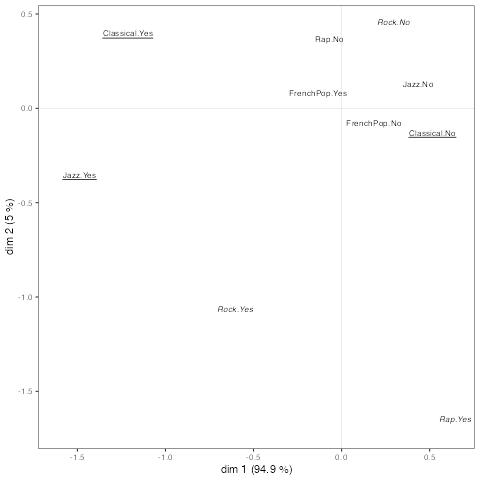 0.5
Rock.No
Classical.Yes
Rap.No
Jazz.No
FrenchPop.Yes
0.0
FrenchPop.No
Classical.No
Jazz.Yes
-0.5
dim 2 (5 %)
-1.0
Rock.Yes
-1.5
Rap.Yes
-1.5 -1.0 -0.5 0.0 0.5
dim 1 (94.9 %)